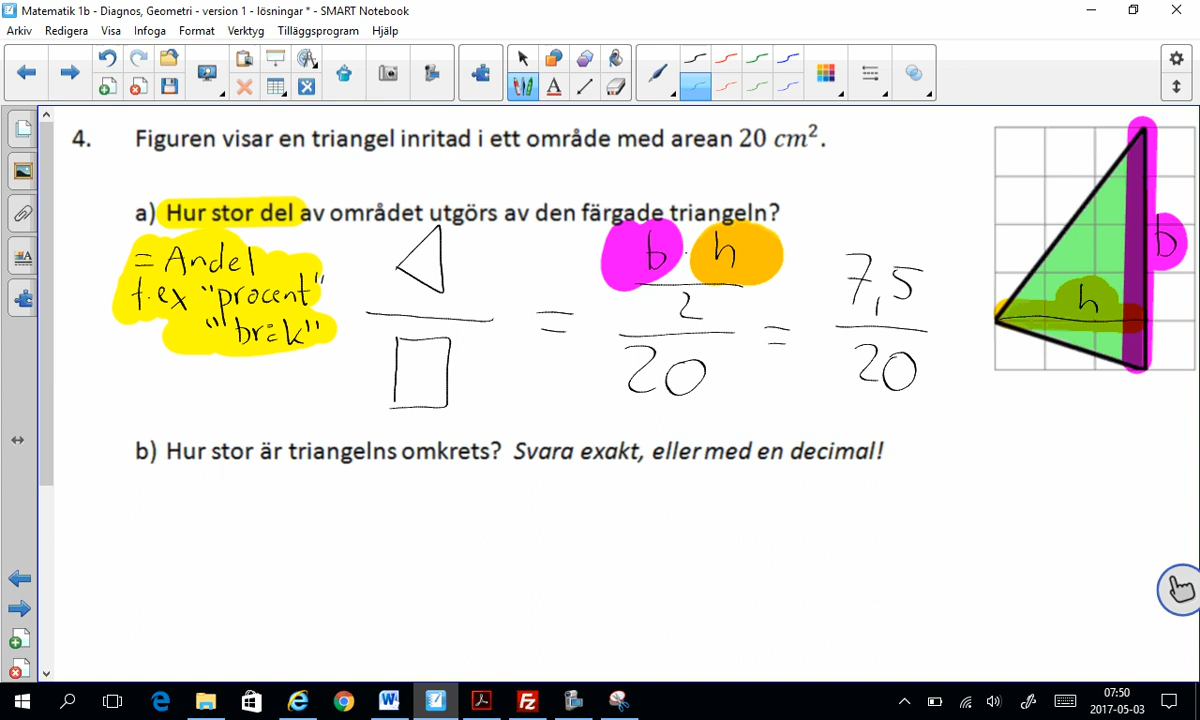 Matematik 1b - Diagnos, Geometri - version 1 - lösningar * - SMART Notebook
Arkiv Redigera Visa Infoga Format Verktyg Tilläggsprogram Hjälp
4. Figuren visar en triangel inritad i ett område med arean 20 cm².
a) Hur stor del av området utgörs av den färgade triangeln?
= Andel
f.ex "procent"
"bråk"
b · h
2
20
=
=
7,5
20
b
h
b) Hur stor är triangelns omkrets? Svara exakt, eller med en decimal!
07:50
2017-05-03